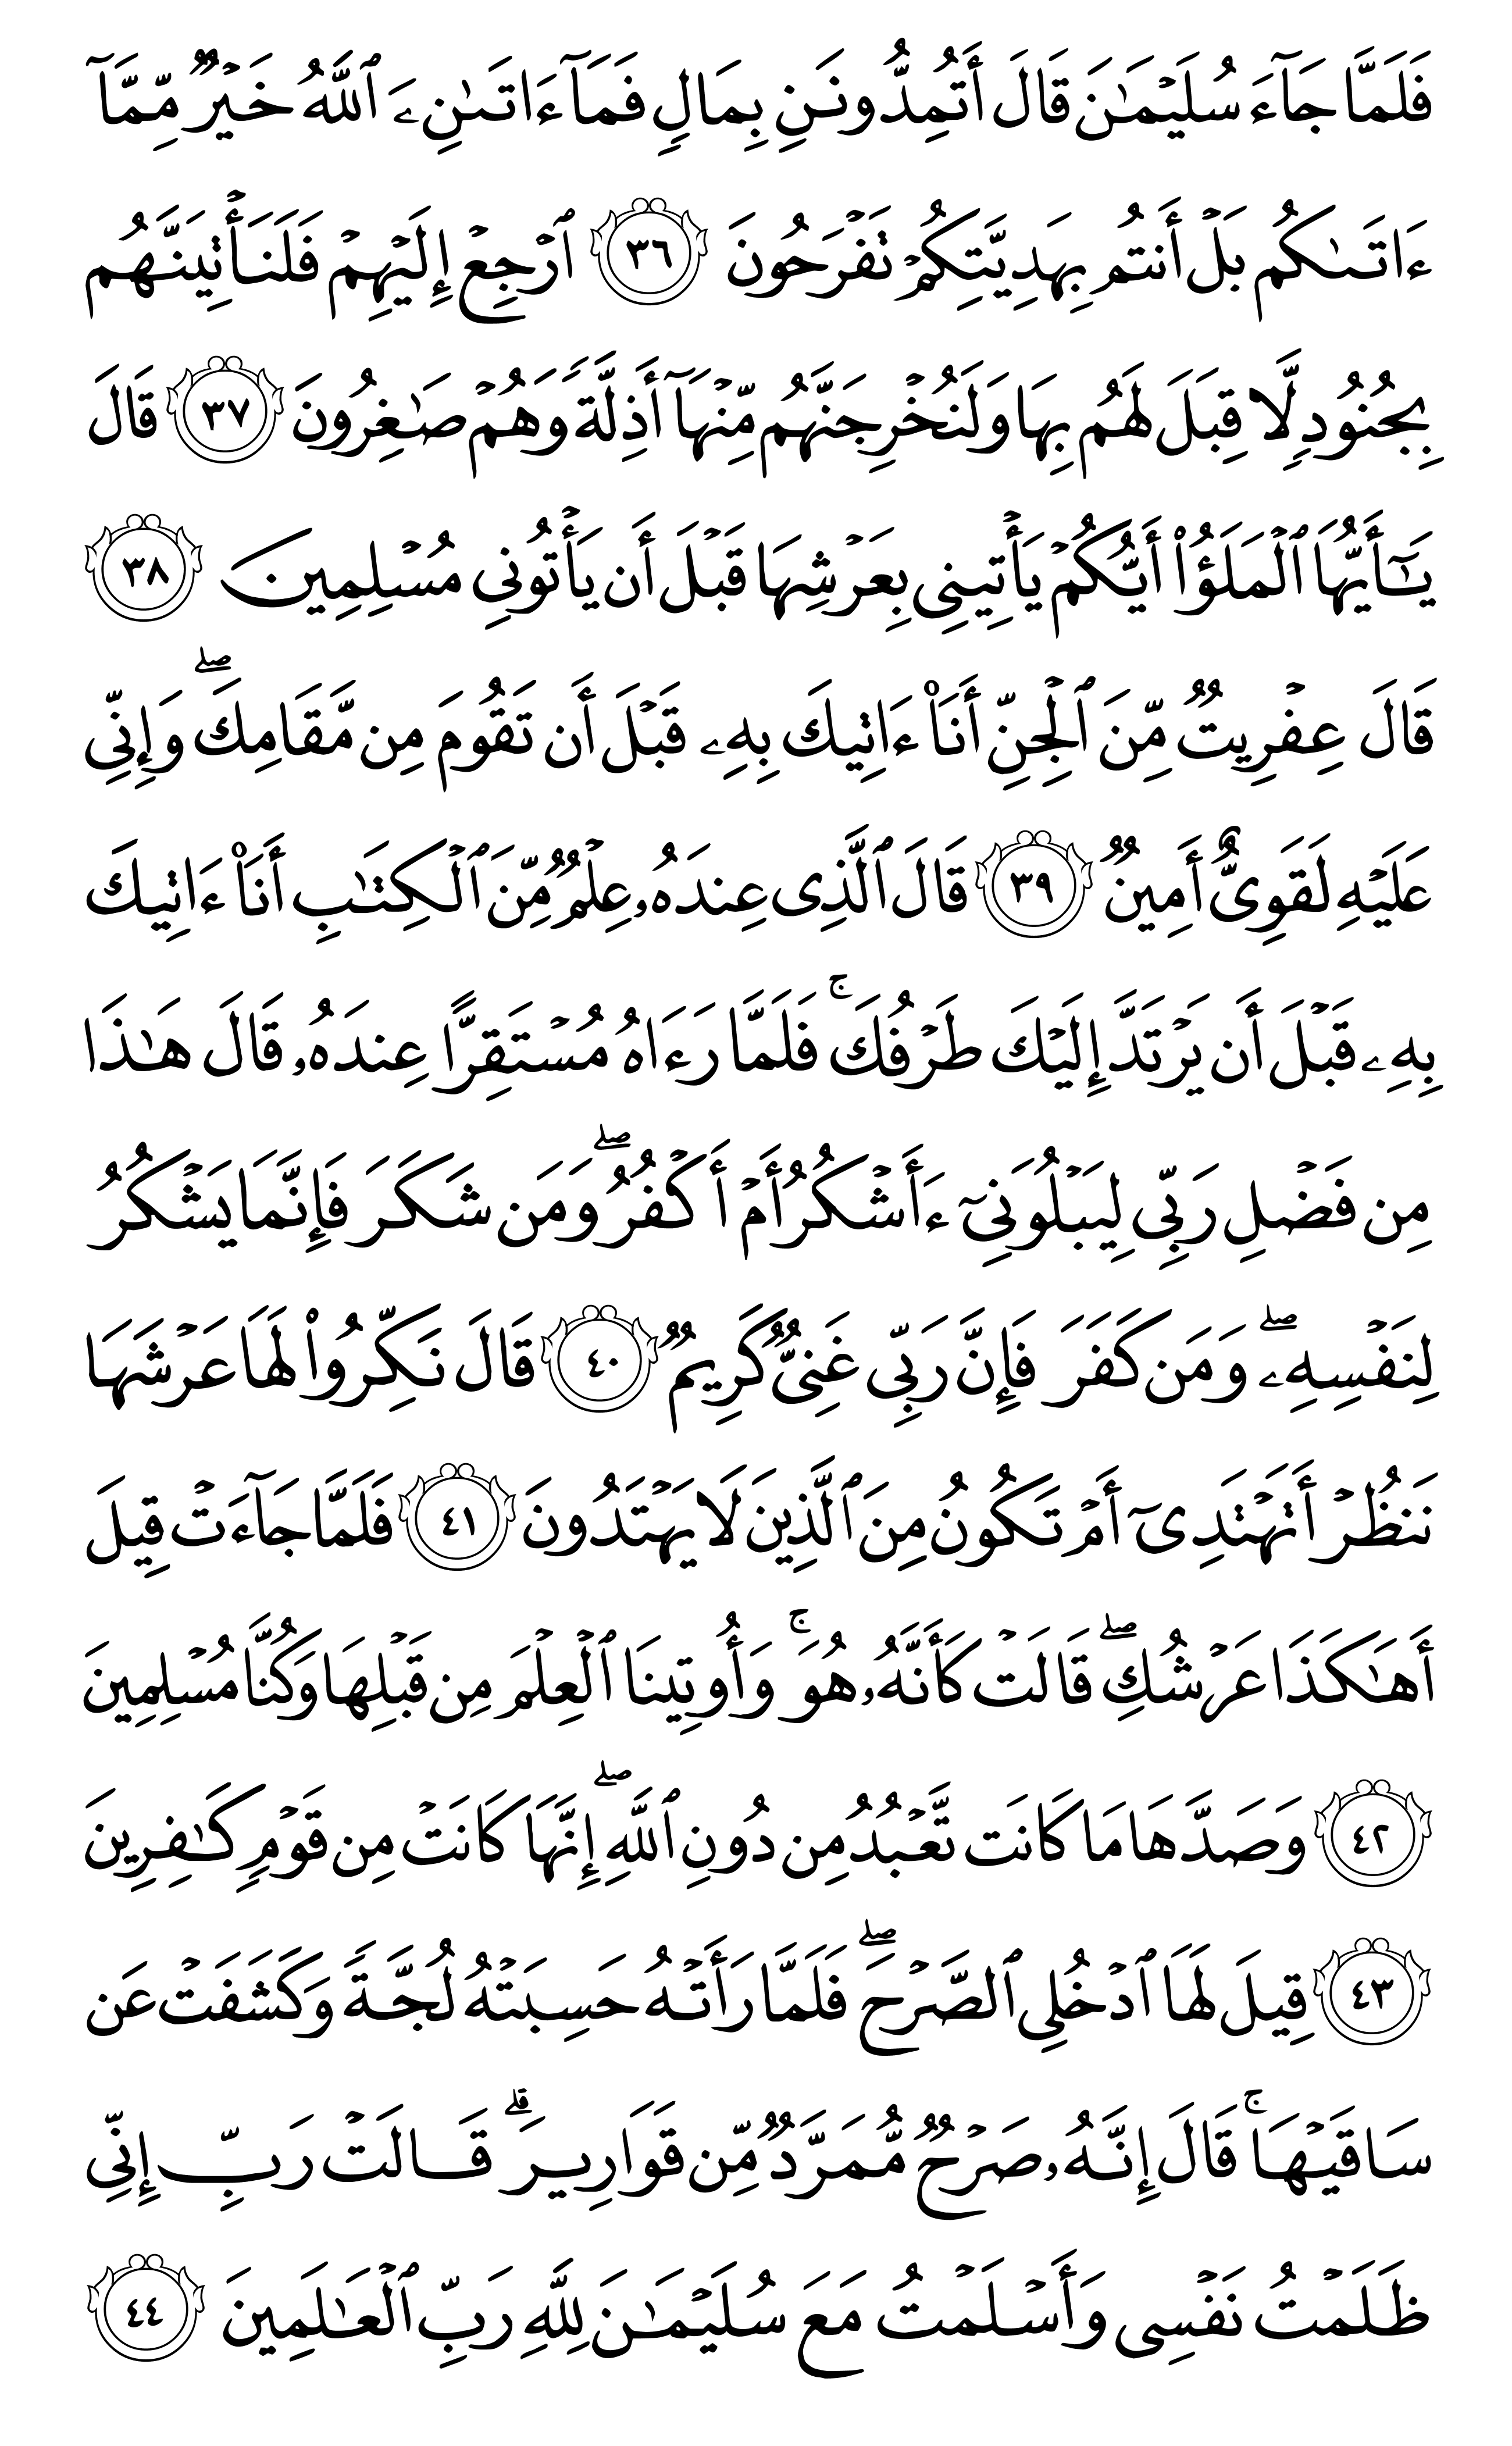 فَلَمَّا جَآءَ سُلَيۡمَٰنَ قَالَ أَتُمِدُّونَنِ بِمَالٖ فَمَآ ءَاتَىٰنِۦَ ٱللَّهُ خَيۡرٞ مِّمَّآ
ءَاتَىٰكُم بَلۡ أَنتُم بِهَدِيَّتِكُمۡ تَفۡرَحُونَ ٣٦ ٱرۡجِعۡ إِلَيۡهِمۡ فَلَنَأۡتِيَنَّهُم
بِجُنُودٖ لَّا قِبَلَ لَهُم بِهَا وَلَنُخۡرِجَنَّهُم مِّنۡهَآ أَذِلَّةٗ وَهُمۡ صَٰغِرُونَ ٣٧ قَالَ
يَٰٓأَيُّهَا ٱلۡمَلَؤُاْ أَيُّكُمۡ يَأۡتِينِي بِعَرۡشِهَا قَبۡلَ أَن يَأۡتُونِي مُسۡلِمِينَ ٣٨
قَالَ عِفۡرِيتٞ مِّنَ ٱلۡجِنِّ أَنَا۠ ءَاتِيكَ بِهِۦ قَبۡلَ أَن تَقُومَ مِن مَّقَامِكَۖ وَإِنِّي
عَلَيۡهِ لَقَوِيٌّ أَمِينٞ ٣٩ قَالَ ٱلَّذِي عِندَهُۥ عِلۡمٞ مِّنَ ٱلۡكِتَٰبِ أَنَا۠ ءَاتِيكَ
بِهِۦ قَبۡلَ أَن يَرۡتَدَّ إِلَيۡكَ طَرۡفُكَۚ فَلَمَّا رَءَاهُ مُسۡتَقِرًّا عِندَهُۥ قَالَ هَٰذَا
مِن فَضۡلِ رَبِّي لِيَبۡلُوَنِيٓ ءَأَشۡكُرُ أَمۡ أَكۡفُرُۖ وَمَن شَكَرَ فَإِنَّمَا يَشۡكُرُ
لِنَفۡسِهِۦۖ وَمَن كَفَرَ فَإِنَّ رَبِّي غَنِيّٞ كَرِيمٞ ٤٠ قَالَ نَكِّرُواْ لَهَا عَرۡشَهَا
نَنظُرۡ أَتَهۡتَدِيٓ أَمۡ تَكُونُ مِنَ ٱلَّذِينَ لَا يَهۡتَدُونَ ٤١ فَلَمَّا جَآءَتۡ قِيلَ
أَهَٰكَذَا عَرۡشُكِۖ قَالَتۡ كَأَنَّهُۥ هُوَۚ وَأُوتِينَا ٱلۡعِلۡمَ مِن قَبۡلِهَا وَكُنَّا مُسۡلِمِينَ
٤٢ وَصَدَّهَا مَا كَانَت تَّعۡبُدُ مِن دُونِ ٱللَّهِۖ إِنَّهَا كَانَتۡ مِن قَوۡمٖ كَٰفِرِينَ
٤٣ قِيلَ لَهَا ٱدۡخُلِي ٱلصَّرۡحَۖ فَلَمَّا رَأَتۡهُ حَسِبَتۡهُ لُجَّةٗ وَكَشَفَتۡ عَن
سَاقَيۡهَاۚ قَالَ إِنَّهُۥ صَرۡحٞ مُّمَرَّدٞ مِّن قَوَارِيرَۗ قَالَتۡ رَبِّ إِنِّي
ظَلَمۡتُ نَفۡسِي وَأَسۡلَمۡتُ مَعَ سُلَيۡمَٰنَ لِلَّهِ رَبِّ ٱلۡعَٰلَمِينَ ٤٤